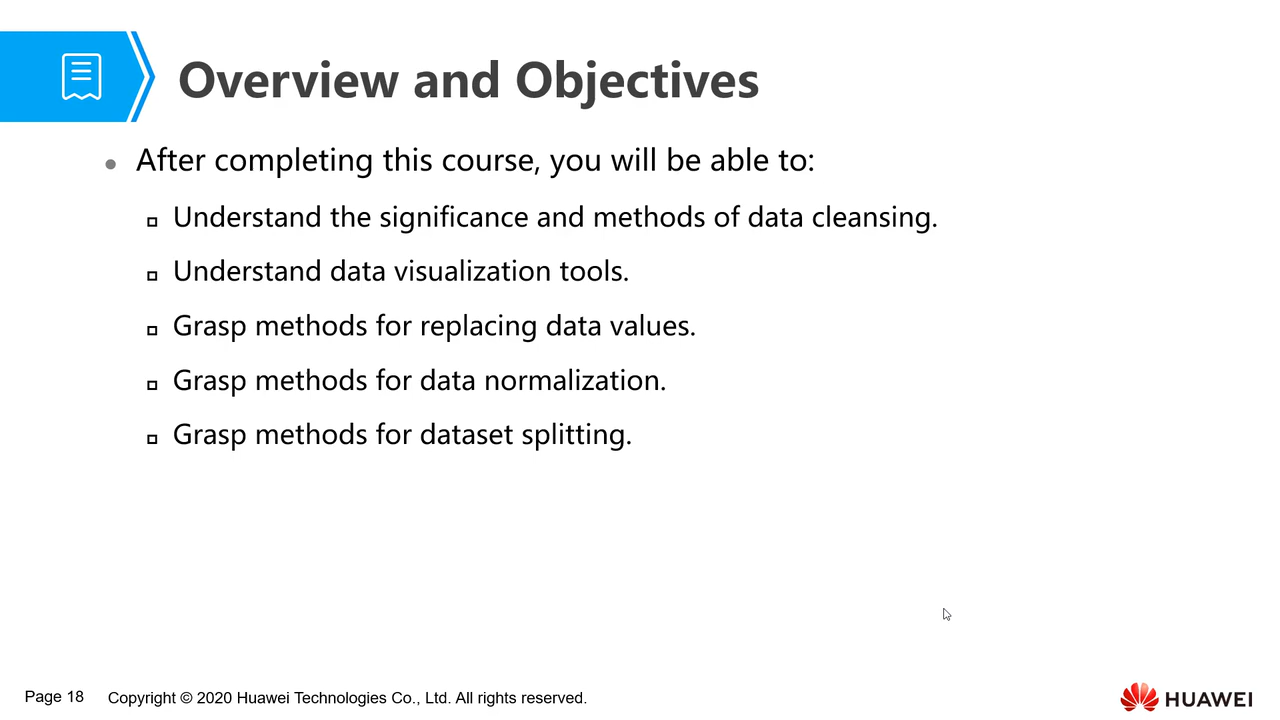 Overview and Objectives
After completing this course, you will be able to:
Understand the significance and methods of data cleansing.
Understand data visualization tools.
Grasp methods for replacing data values.
Grasp methods for data normalization.
Grasp methods for dataset splitting.
Page 18 Copyright © 2020 Huawei Technologies Co., Ltd. All rights reserved.
HUAWEI